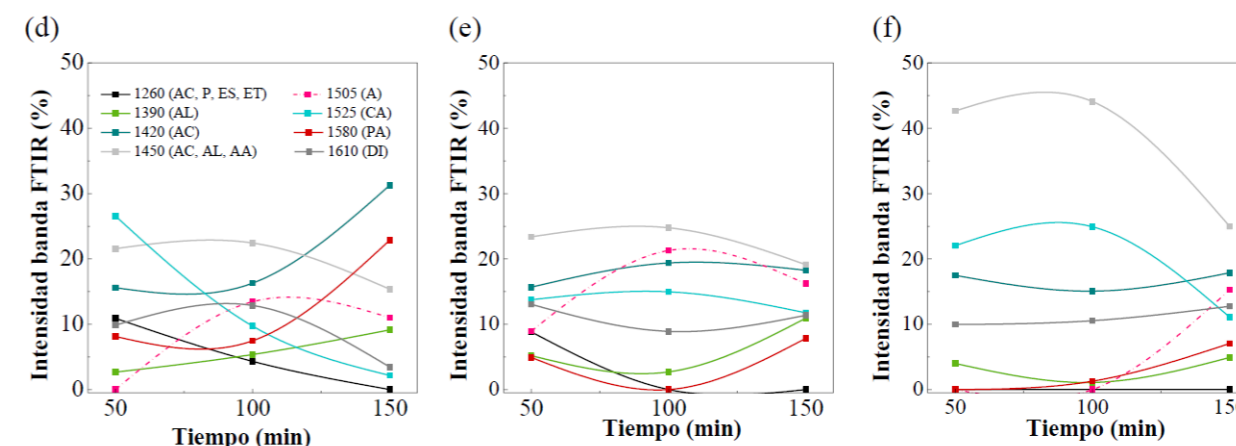 (d)
Intensidad banda FTIR (%)
50
40
30
20
10
0
1260 (AC, P, ES, ET)
1390 (AL)
1420 (AC)
1450 (AC, AL, AA)
1505 (A)
1525 (CA)
1580 (PA)
1610 (DI)
50 100 150
Tiempo (min)
(e)
Intensidad banda FTIR (%)
50
40
30
20
10
0
50 100 150
Tiempo (min)
(f)
Intensidad banda FTIR (%)
50
40
30
20
10
0
50 100 150
Tiempo (min)